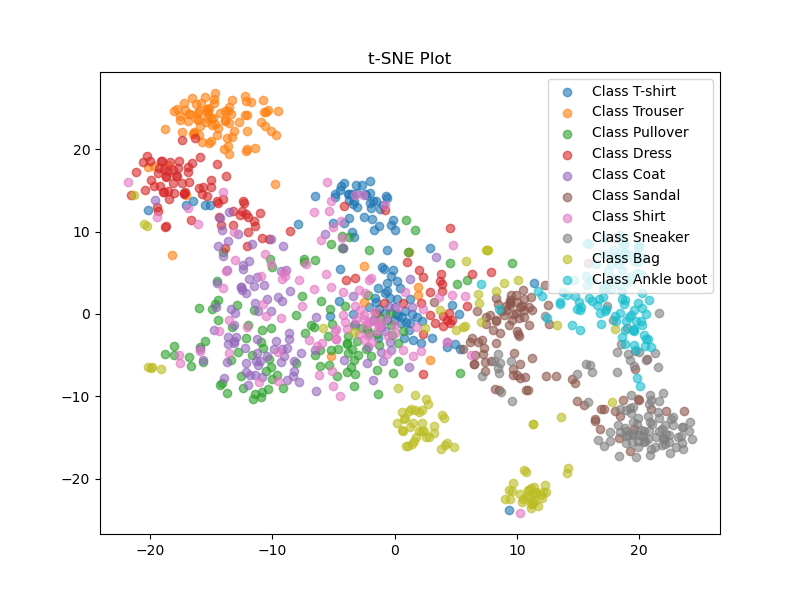 t-SNE Plot
Class T-shirt
Class Trouser
Class Pullover
Class Dress
Class Coat
Class Sandal
Class Shirt
Class Sneaker
Class Bag
Class Ankle boot
20
10
0
−10
−20
−20 −10 0 10 20